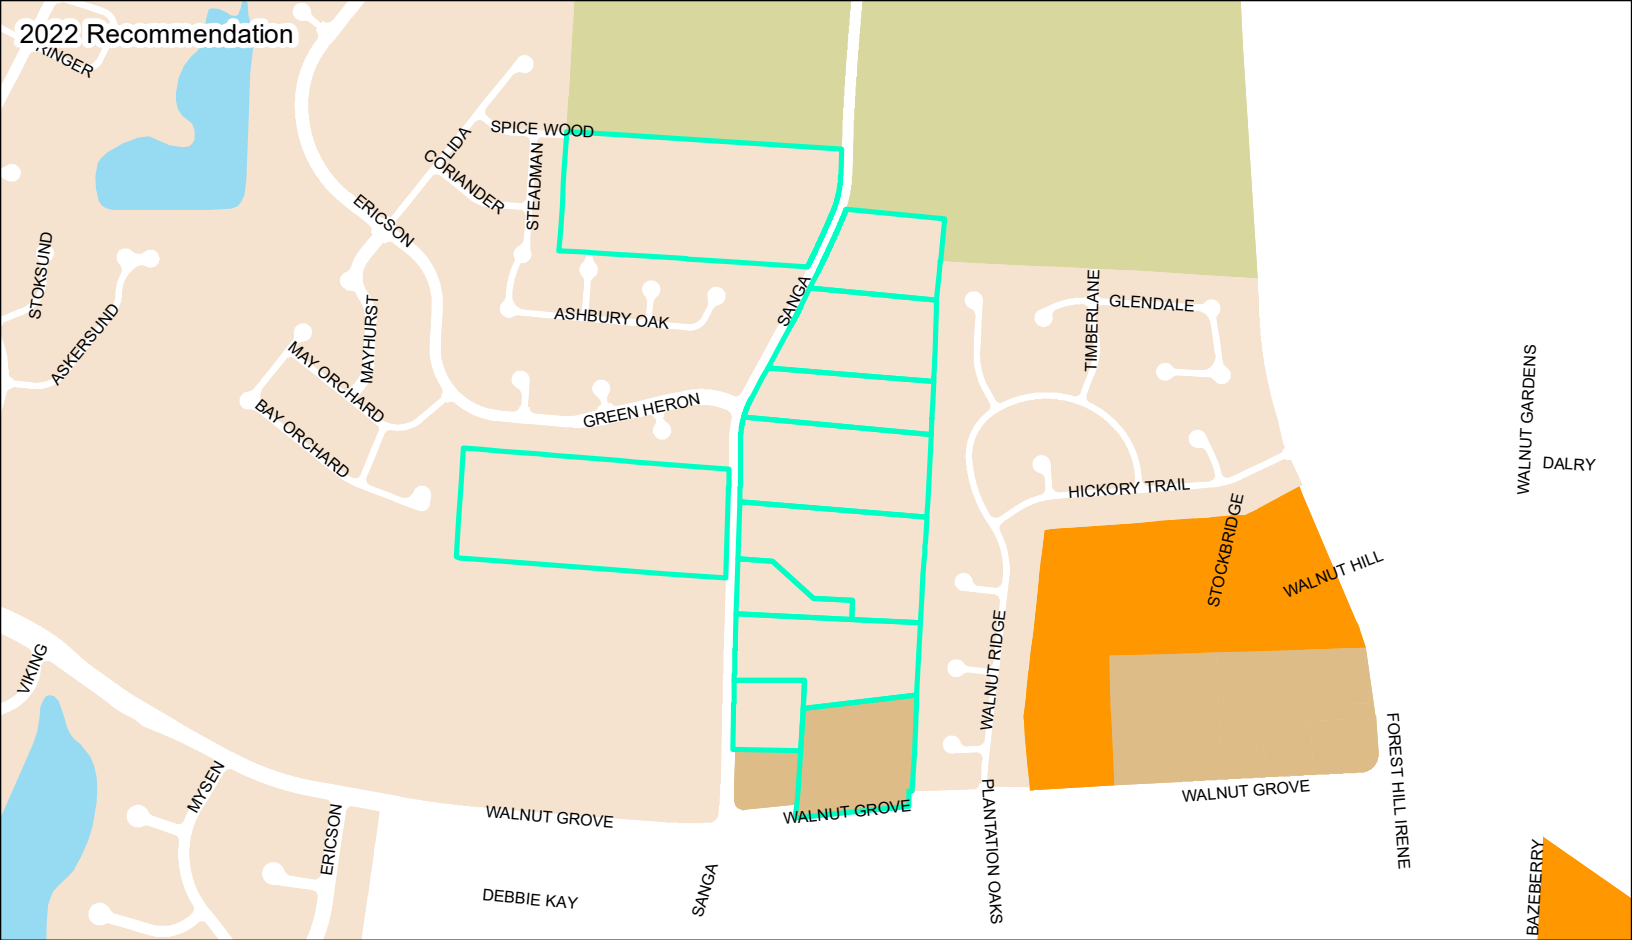 2022 Recommendation
RINGER
LIDA
SPICE WOOD
CORIANDER
STEADMAN
ERICSON
STOKSUND
ASKERSUND
MAYHURST
MAY ORCHARD
BAY ORCHARD
ASHBURY OAK
SANGA
GREEN HERON
TIMBERLANE
GLENDALE
HICKORY TRAIL
STOCKBRIDGE
WALNUT HILL
WALNUT GARDENS
DALRY
WALNUT RIDGE
VIKING
MYSEN
ERICSON
WALNUT GROVE
WALNUT GROVE
WALNUT GROVE
DEBBIE KAY
SANGA
PLANTATION OAKS
FOREST HILL IRENE
BAZEBERRY